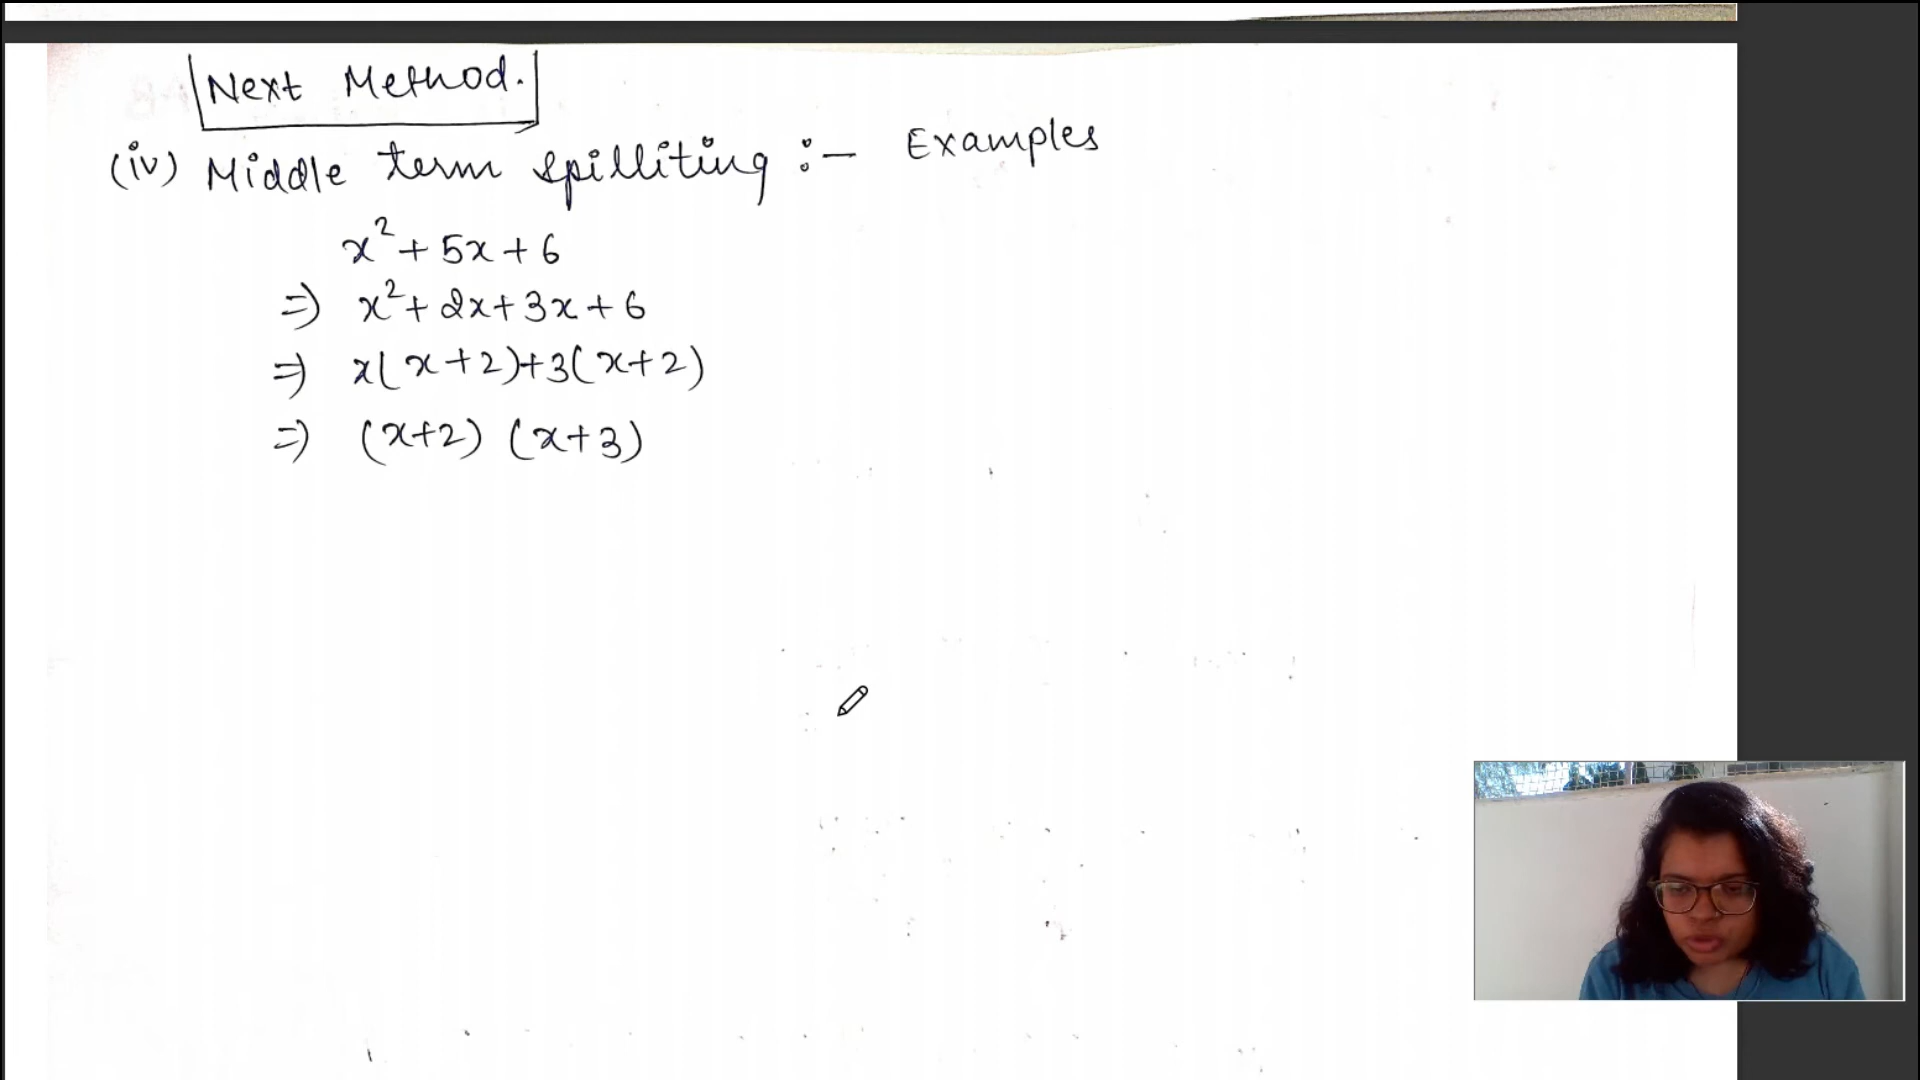 Next Method.
(iv) Middle term spilliting :- Examples
x² + 5x + 6
=) x² + 2x + 3x + 6
=) x(x+2)+3(x+2)
=) (x+2) (x+3)